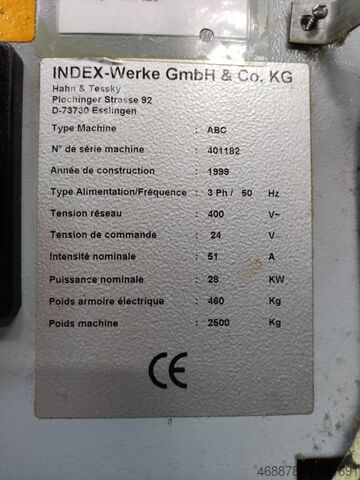 INDEX-Werke GmbH & Co. KG
Hahn & Tessky
Plochinger Strasse 92
D-73730 Esslingen
Type Machine : ABC
N° de série machine : 401182
Année de construction : 1999
Type Alimentation/Fréquence : 3 Ph / 50 Hz
Tension réseau : 400 V~
Tension de commande : 24 V
Intensité nominale : 51 A
Puissance nominale : 28 KW
Poids armoire électrique : 460 Kg
Poids machine : 2500 Kg
CE